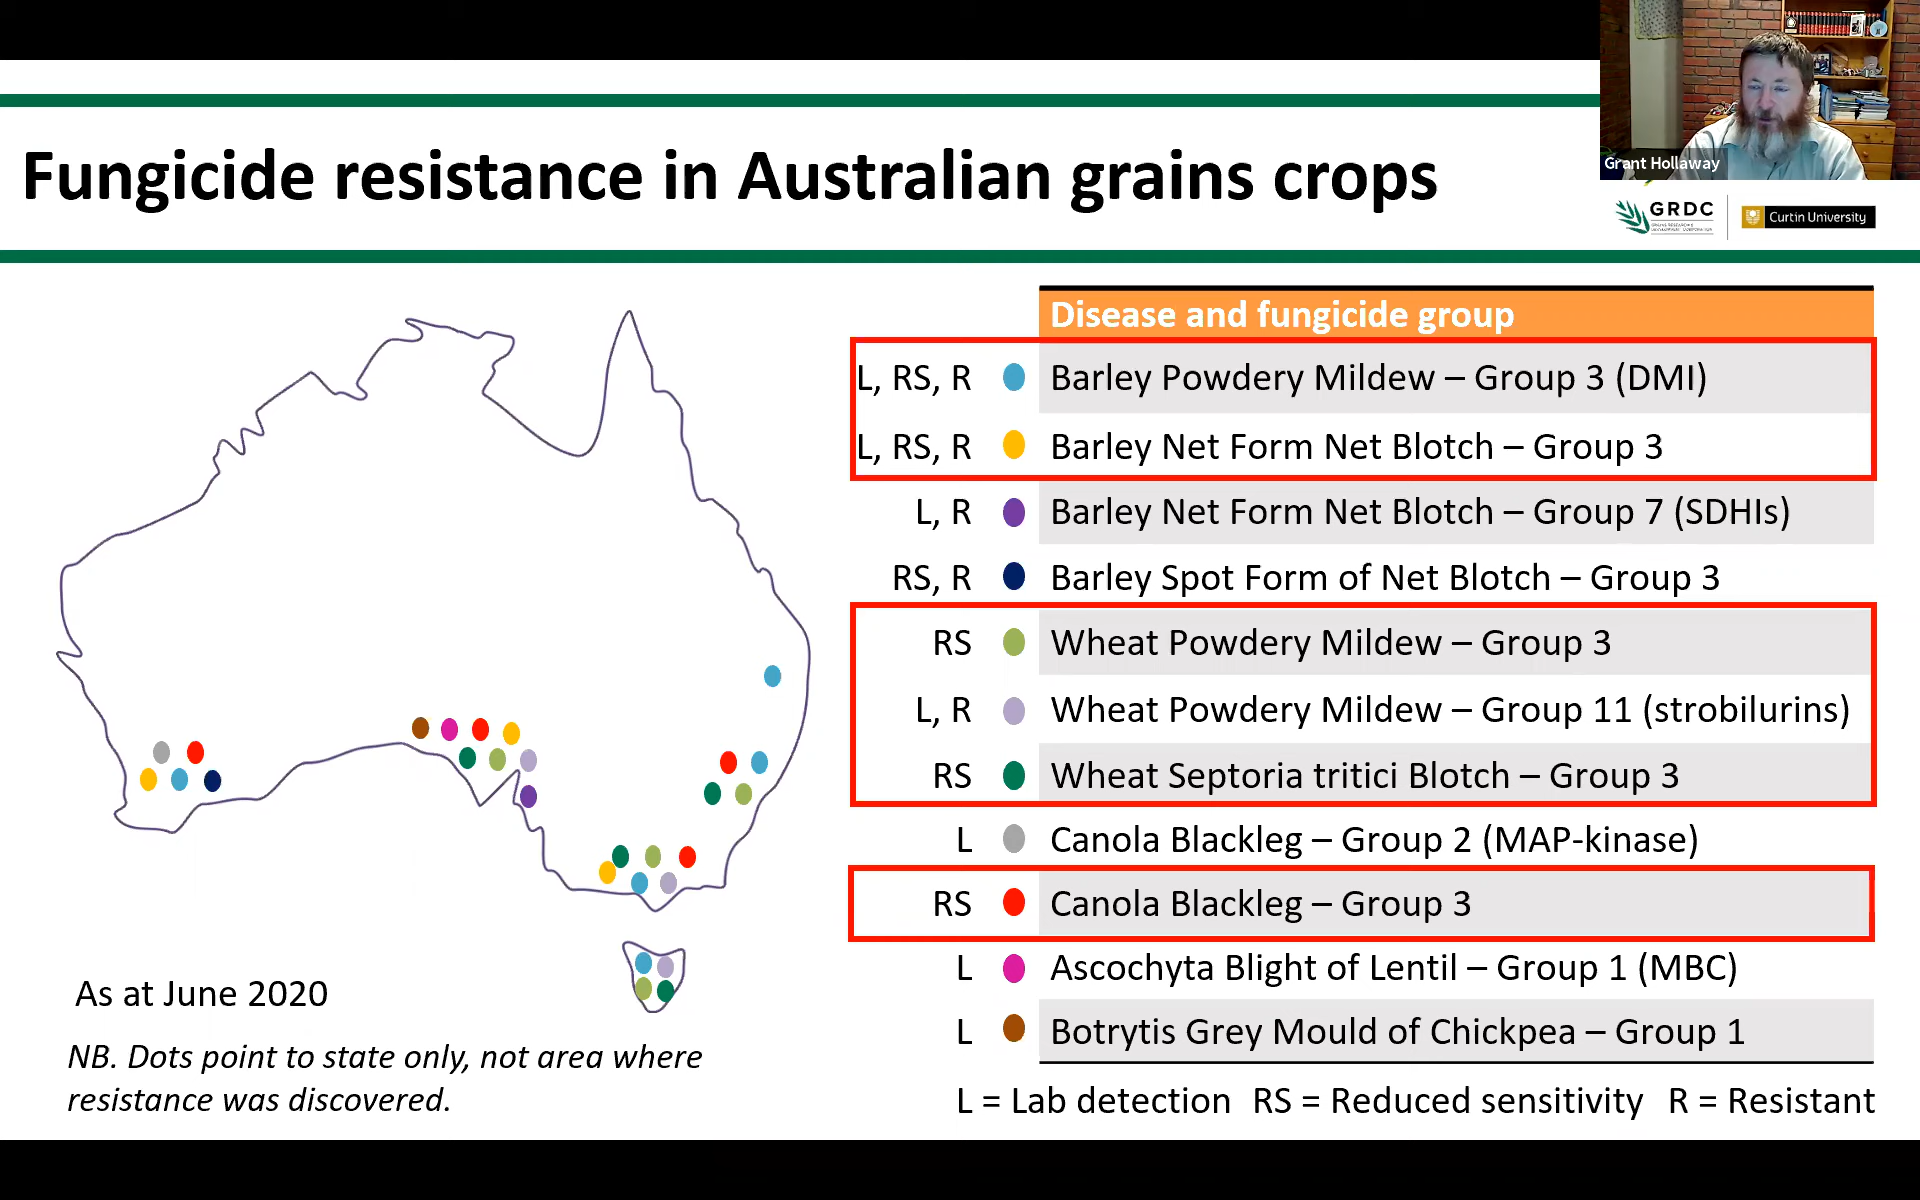 Grant Hollaway
GRDC
Curtin University
Fungicide resistance in Australian grains crops
Disease and fungicide group
L, RS, R Barley Powdery Mildew – Group 3 (DMI)
L, RS, R Barley Net Form Net Blotch – Group 3
L, R Barley Net Form Net Blotch – Group 7 (SDHIs)
RS, R Barley Spot Form of Net Blotch – Group 3
RS Wheat Powdery Mildew – Group 3
L, R Wheat Powdery Mildew – Group 11 (strobilurins)
RS Wheat Septoria tritici Blotch – Group 3
L Canola Blackleg – Group 2 (MAP-kinase)
RS Canola Blackleg – Group 3
L Ascochyta Blight of Lentil – Group 1 (MBC)
L Botrytis Grey Mould of Chickpea – Group 1
L = Lab detection RS = Reduced sensitivity R = Resistant
As at June 2020
NB. Dots point to state only, not area where
resistance was discovered.